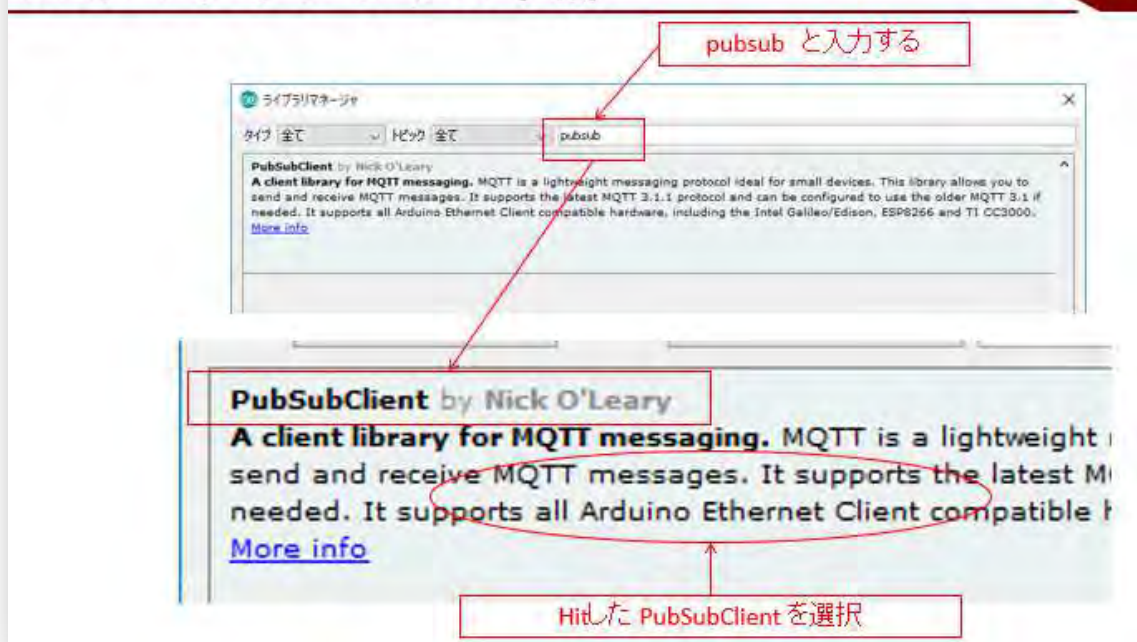 pubsub と入力する
ライブラリマネージャ
タイプ 全て トピック 全て pubsub
PubSubClient by Nick O'Leary
A client library for MQTT messaging. MQTT is a lightweight messaging protocol ideal for small devices. This library allows you to
send and receive MQTT messages. It supports the latest MQTT 3.1.1 protocol and can be configured to use the older MQTT 3.1 if
needed. It supports all Arduino Ethernet Client compatible hardware, including the Intel Galileo/Edison, ESP8266 and TI CC3000.
More info
PubSubClient by Nick O'Leary
A client library for MQTT messaging. MQTT is a lightweight
send and receive MQTT messages. It supports the latest
needed. It supports all Arduino Ethernet Client compatible
More info
Hitした PubSubClient を選択